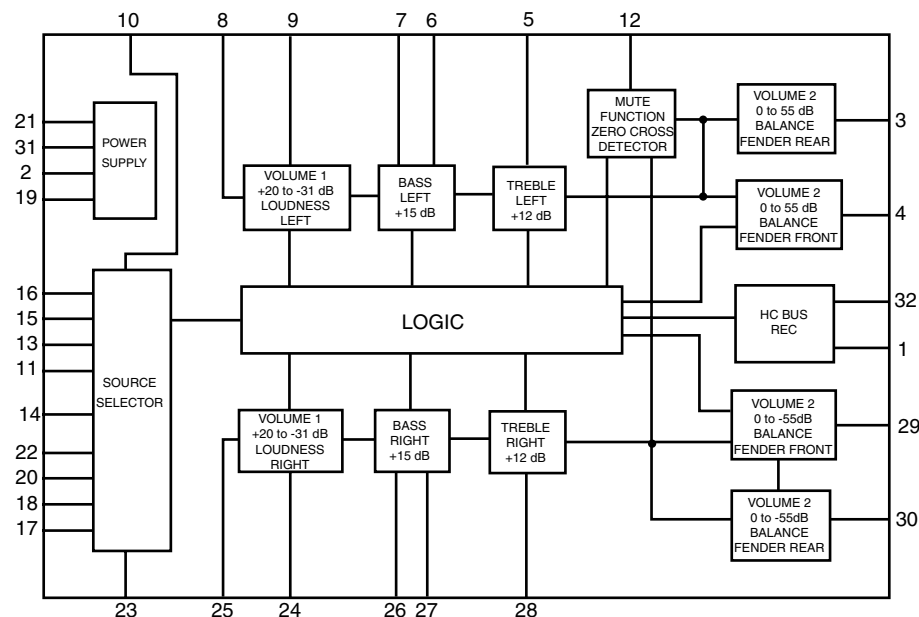 10
8
9
7
6
5
12
21
31
2
19
POWER
SUPPLY
VOLUME 1
+20 to -31 dB
LOUDNESS
LEFT
BASS
LEFT
+15 dB
TREBLE
LEFT
+12 dB
MUTE
FUNCTION
ZERO CROSS
DETECTOR
VOLUME 2
0 to 55 dB
BALANCE
FENDER REAR
3
VOLUME 2
0 to 55 dB
BALANCE
FENDER FRONT
4
16
15
13
11
14
22
20
18
17
SOURCE
SELECTOR
LOGIC
HC BUS
REC
32
1
VOLUME 1
+20 to -31 dB
LOUDNESS
RIGHT
BASS
RIGHT
+15 dB
TREBLE
RIGHT
+12 dB
VOLUME 2
0 to -55dB
BALANCE
FENDER FRONT
29
VOLUME 2
0 to -55dB
BALANCE
FENDER REAR
30
23
25
24
26
27
28